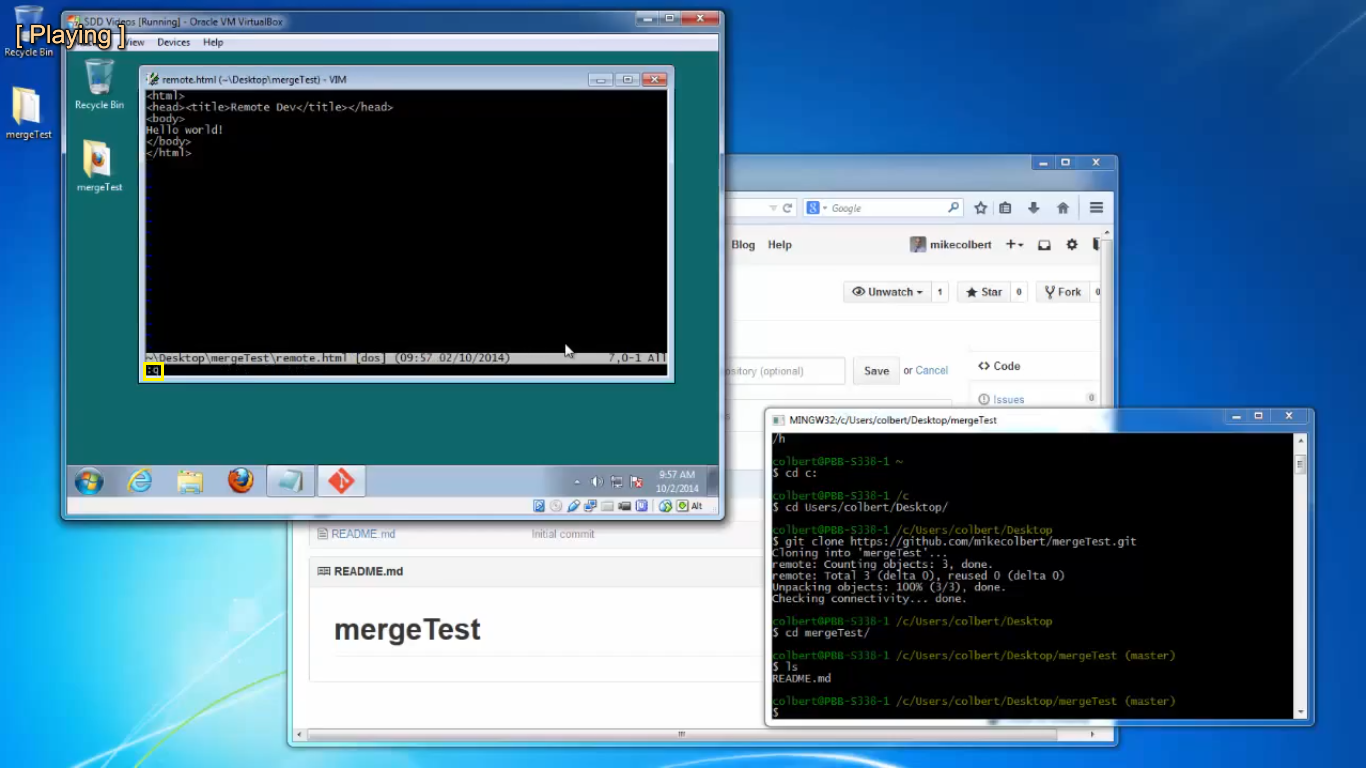 [ Playing ]
Recycle Bin
mergeTest
SDD Videos [Running] - Oracle VM VirtualBox
View Devices Help
Recycle Bin
mergeTest
remote.html (~\Desktop\mergeTest) - VIM
<html>
<head><title>Remote Dev</title></head>
<body>
Hello world!
</body>
</html>
~\Desktop\mergeTest\remote.html [dos] (09:57 02/10/2014) 7,0-1 All
:q
9:57 AM
10/2/2014
Alt
Google
Blog Help
mikecolbert
Unwatch 1 Star 0 Fork 0
(optional)
Save or Cancel
Code
Issues 0
README.md Initial commit
README.md
mergeTest
MINGW32:/c/Users/colbert/Desktop/mergeTest
/h
colbert@PBB-S338-1 ~
$ cd c:
colbert@PBB-S338-1 /c
$ cd Users/colbert/Desktop/
colbert@PBB-S338-1 /c/Users/colbert/Desktop
$ git clone https://github.com/mikecolbert/mergeTest.git
Cloning into 'mergeTest'...
remote: Counting objects: 3, done.
remote: Total 3 (delta 0), reused 0 (delta 0)
Unpacking objects: 100% (3/3), done.
Checking connectivity... done.
colbert@PBB-S338-1 /c/Users/colbert/Desktop
$ cd mergeTest/
colbert@PBB-S338-1 /c/Users/colbert/Desktop/mergeTest (master)
$ ls
README.md
colbert@PBB-S338-1 /c/Users/colbert/Desktop/mergeTest (master)
$